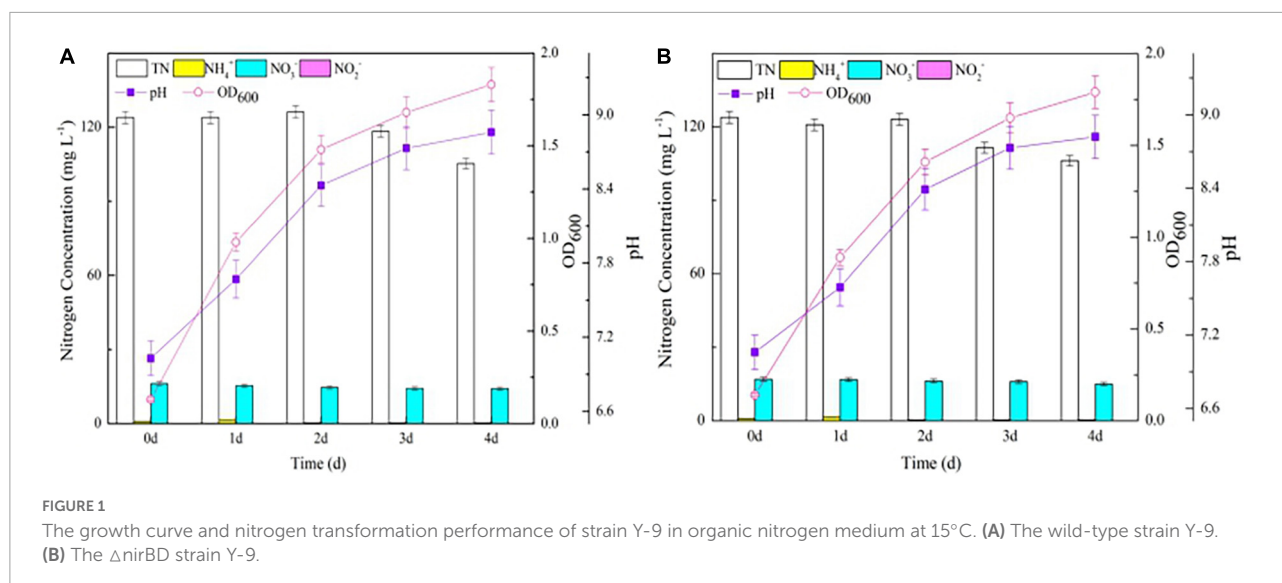 A
TN NH₄⁺ NO₃⁻ NO₂⁻
pH OD₆₀₀
Nitrogen Concentration (mg L⁻¹)
120
60
0
0d 1d 2d 3d 4d
Time (d)
2.0
1.5
1.0
0.5
0.0
OD₆₀₀
9.0
8.4
7.8
7.2
6.6
pH
B
TN NH₄⁺ NO₃⁻ NO₂⁻
pH OD₆₀₀
Nitrogen Concentration (mg L⁻¹)
120
60
0
0d 1d 2d 3d 4d
Time (d)
2.0
1.5
1.0
0.5
0.0
OD₆₀₀
9.0
8.4
7.8
7.2
6.6
pH
FIGURE 1
The growth curve and nitrogen transformation performance of strain Y-9 in organic nitrogen medium at 15°C. (A) The wild-type strain Y-9.
(B) The △nirBD strain Y-9.